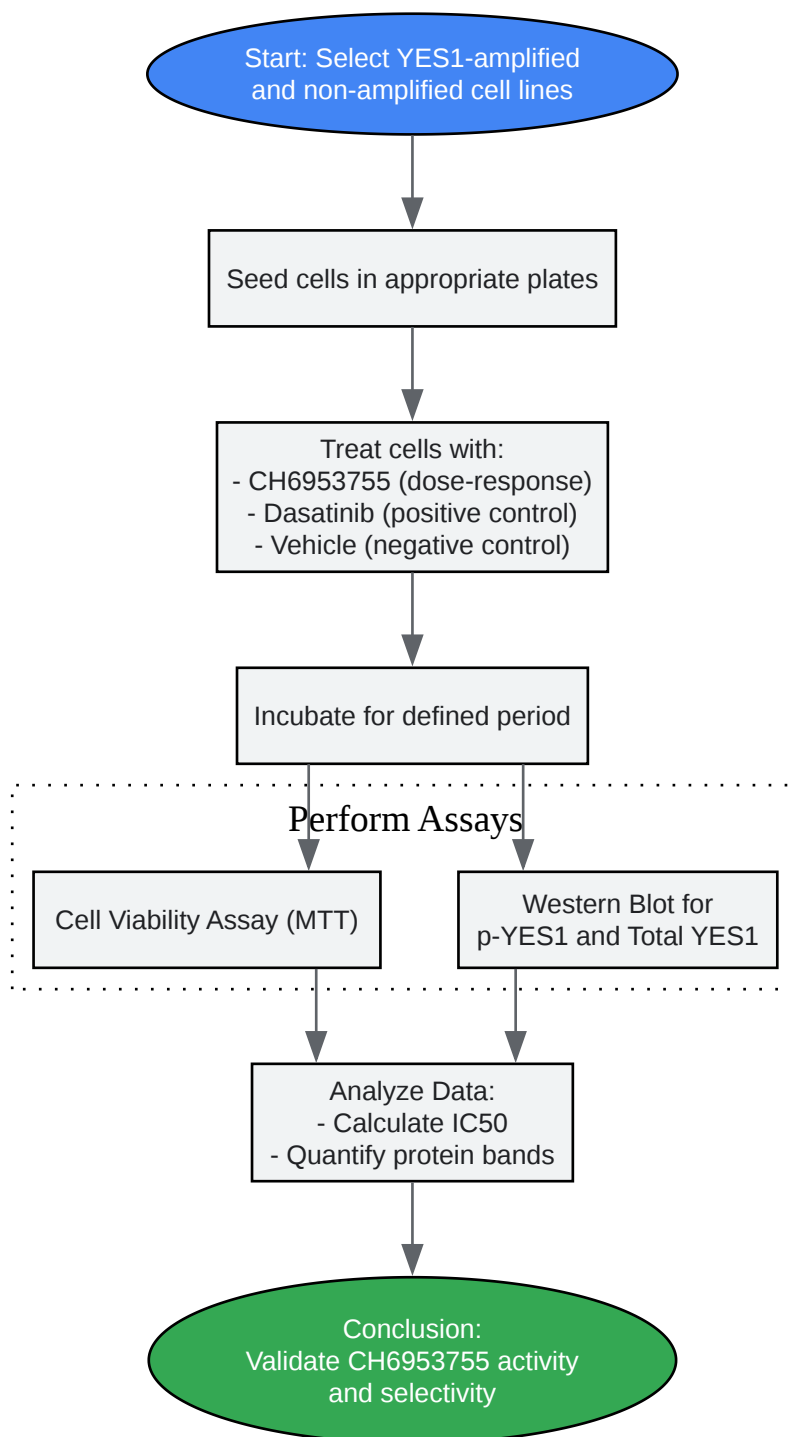 Start: Select YES1-amplified
and non-amplified cell lines
Seed cells in appropriate plates
Treat cells with:
- CH6953755 (dose-response)
- Dasatinib (positive control)
- Vehicle (negative control)
Incubate for defined period
Perform Assays
Cell Viability Assay (MTT)
Western Blot for
p-YES1 and Total YES1
Analyze Data:
- Calculate IC50
- Quantify protein bands
Conclusion:
Validate CH6953755 activity
and selectivity